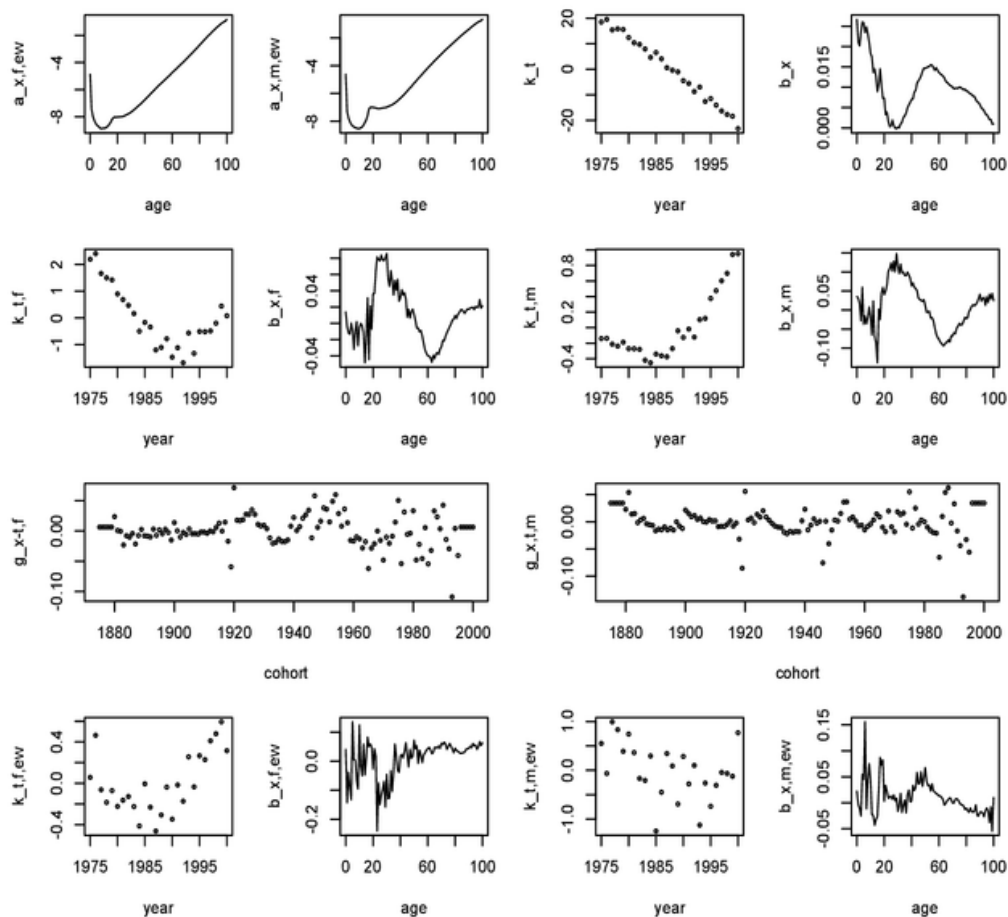 a_x,f,ew
-4
-8
0 20 60 100
age
a_x,m,ew
-4
-8
0 20 60 100
age
k_t
20
0
-20
1975 1985 1995
year
b_x
0.015
0.000
0 20 60 100
age
k_t,f
2
1
0
-1
1975 1985 1995
year
b_x,f
0.04
-0.04
0 20 60 100
age
k_t,m
0.8
0.2
-0.4
1975 1985 1995
year
b_x,m
0.05
-0.10
0 20 60 100
age
g_x-t,f
0.00
-0.10
1880 1900 1920 1940 1960 1980 2000
cohort
g_x,t,m
0.00
-0.10
1880 1900 1920 1940 1960 1980 2000
cohort
k_t,f,ew
0.4
0.0
-0.4
1975 1985 1995
year
b_x,f,ew
0.0
-0.2
0 20 60 100
age
k_t,m,ew
1.0
0.0
-1.0
1975 1985 1995
year
b_x,m,ew
0.15
0.05
-0.05
0 20 60 100
age